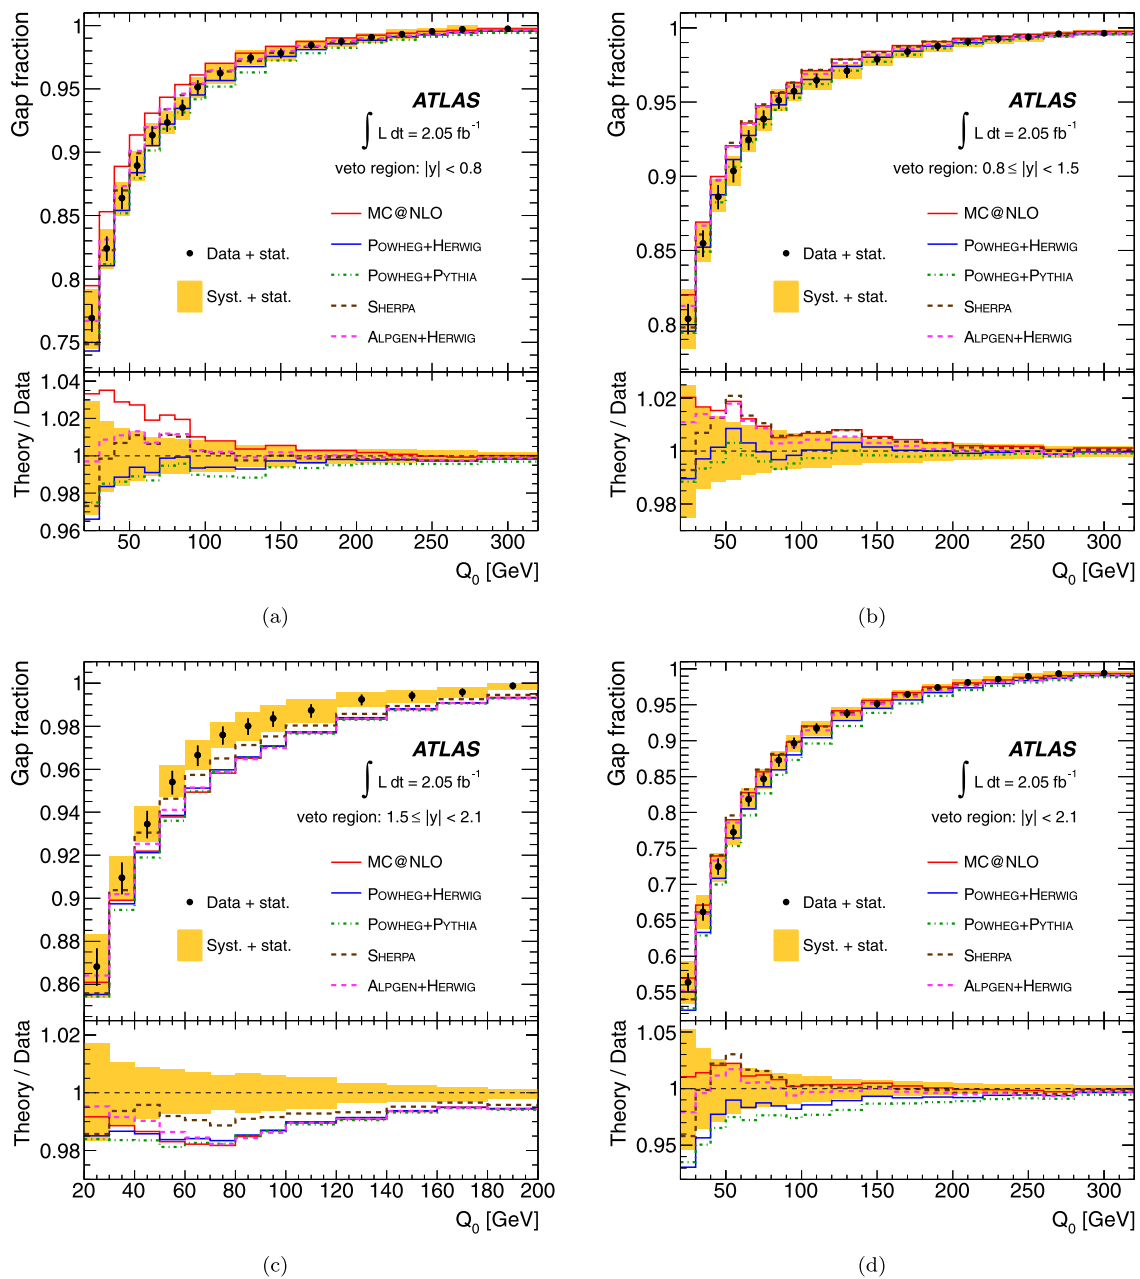 Gap fraction
1
0.95
0.9
0.85
0.8
0.75
ATLAS
∫ L dt = 2.05 fb⁻¹
veto region: |y| < 0.8
MC@NLO
POWHEG+HERWIG
POWHEG+PYTHIA
SHERPA
ALPGEN+HERWIG
Data + stat.
Syst. + stat.
Theory / Data
1.04
1.02
1
0.98
0.96
50 100 150 200 250 300
Q₀ [GeV]
(a)
Gap fraction
1
0.95
0.9
0.85
0.8
ATLAS
∫ L dt = 2.05 fb⁻¹
veto region: 0.8 ≤ |y| < 1.5
MC@NLO
POWHEG+HERWIG
POWHEG+PYTHIA
SHERPA
ALPGEN+HERWIG
Data + stat.
Syst. + stat.
Theory / Data
1.02
1
0.98
50 100 150 200 250 300
Q₀ [GeV]
(b)
Gap fraction
1
0.98
0.96
0.94
0.92
0.9
0.88
0.86
ATLAS
∫ L dt = 2.05 fb⁻¹
veto region: 1.5 ≤ |y| < 2.1
MC@NLO
POWHEG+HERWIG
POWHEG+PYTHIA
SHERPA
ALPGEN+HERWIG
Data + stat.
Syst. + stat.
Theory / Data
1.02
1
0.98
20 40 60 80 100 120 140 160 180 200
Q₀ [GeV]
(c)
Gap fraction
1
0.95
0.9
0.85
0.8
0.75
0.7
0.65
0.6
0.55
ATLAS
∫ L dt = 2.05 fb⁻¹
veto region: |y| < 2.1
MC@NLO
POWHEG+HERWIG
POWHEG+PYTHIA
SHERPA
ALPGEN+HERWIG
Data + stat.
Syst. + stat.
Theory / Data
1.05
1
0.95
50 100 150 200 250 300
Q₀ [GeV]
(d)